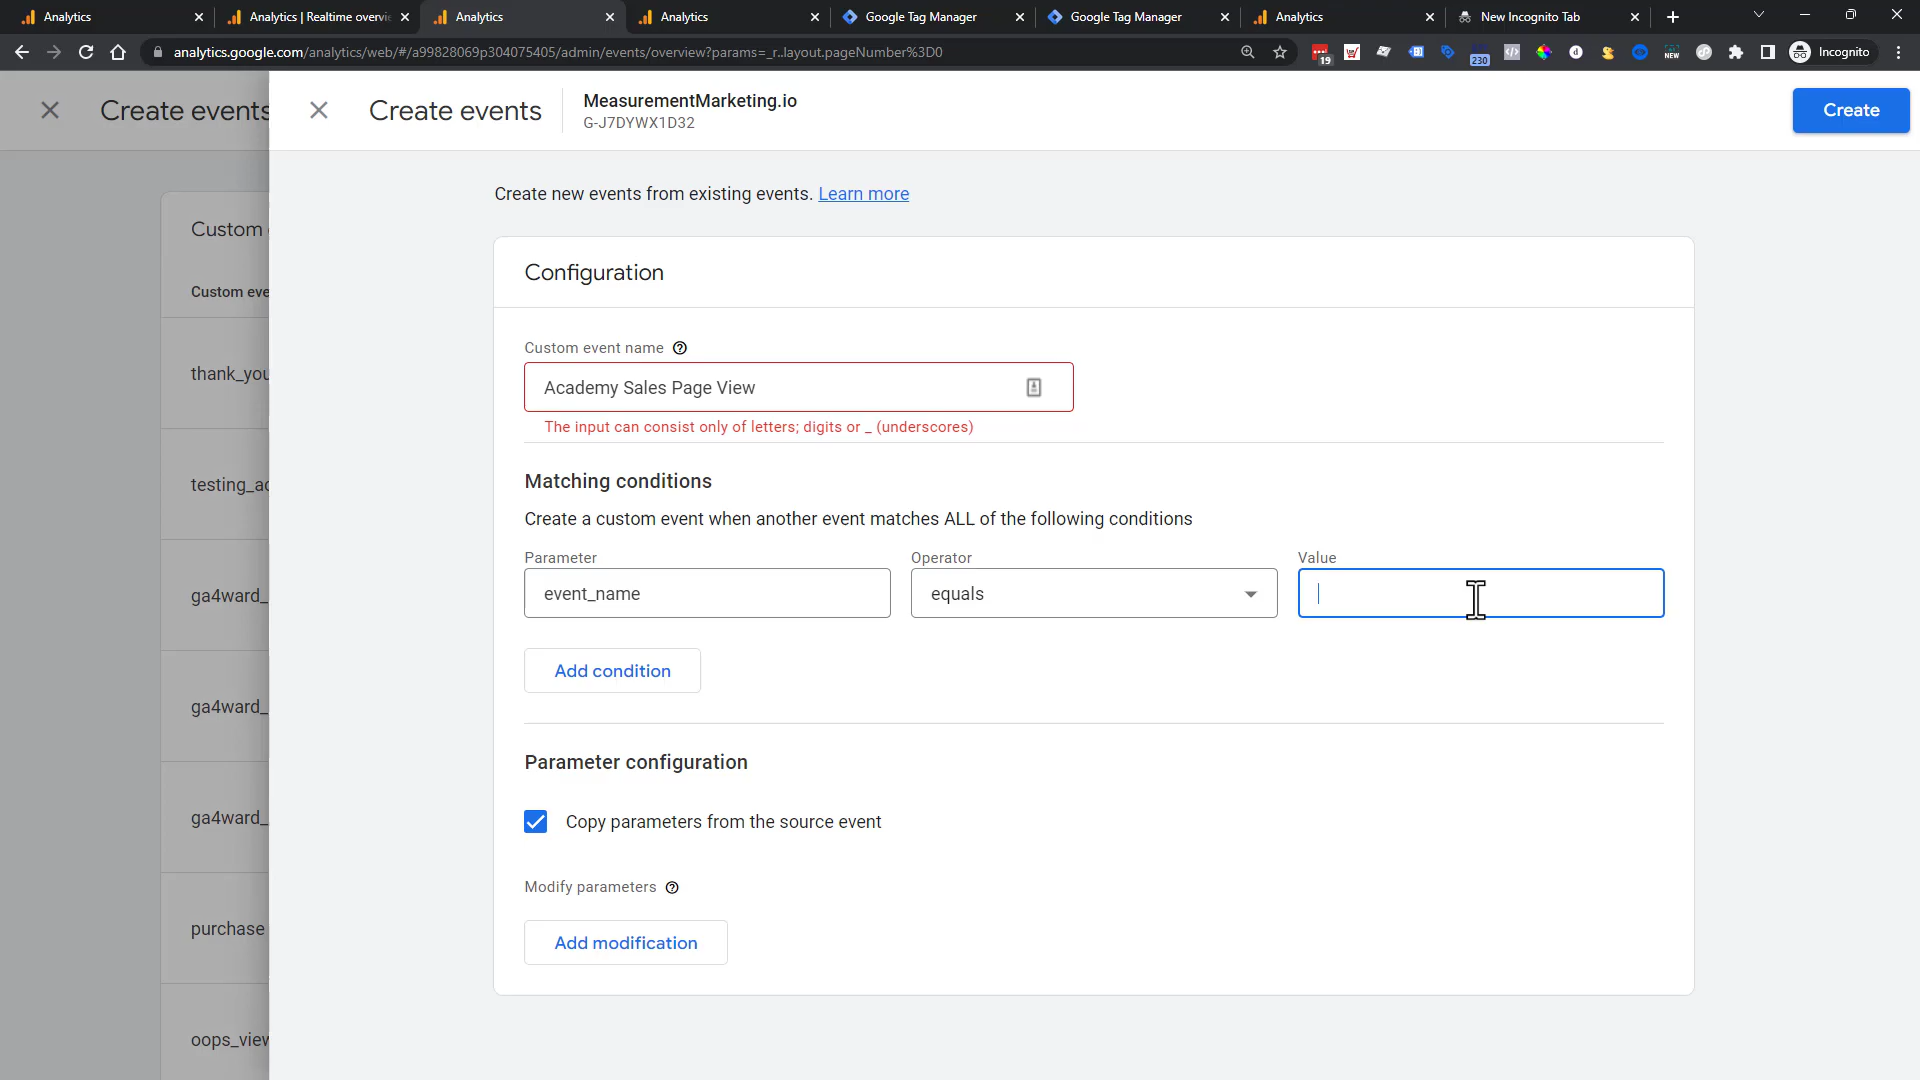 Analytics
Analytics | Realtime overvie
Analytics
Analytics
Google Tag Manager
Google Tag Manager
Analytics
New Incognito Tab
analytics.google.com/analytics/web/#/a99828069p304075405/admin/events/overview?params=_r..layout.pageNumber%3D0
19
230
NEW
Incognito
Create events
Create events
MeasurementMarketing.io
G-J7DYWX1D32
Create
Create new events from existing events. Learn more
Custom
Custom eve
thank_you
testing_ac
ga4ward_
ga4ward_
ga4ward_
purchase
oops_view
Configuration
Custom event name
Academy Sales Page View
The input can consist only of letters; digits or _ (underscores)
Matching conditions
Create a custom event when another event matches ALL of the following conditions
Parameter
Operator
Value
event_name
equals
Add condition
Parameter configuration
Copy parameters from the source event
Modify parameters
Add modification